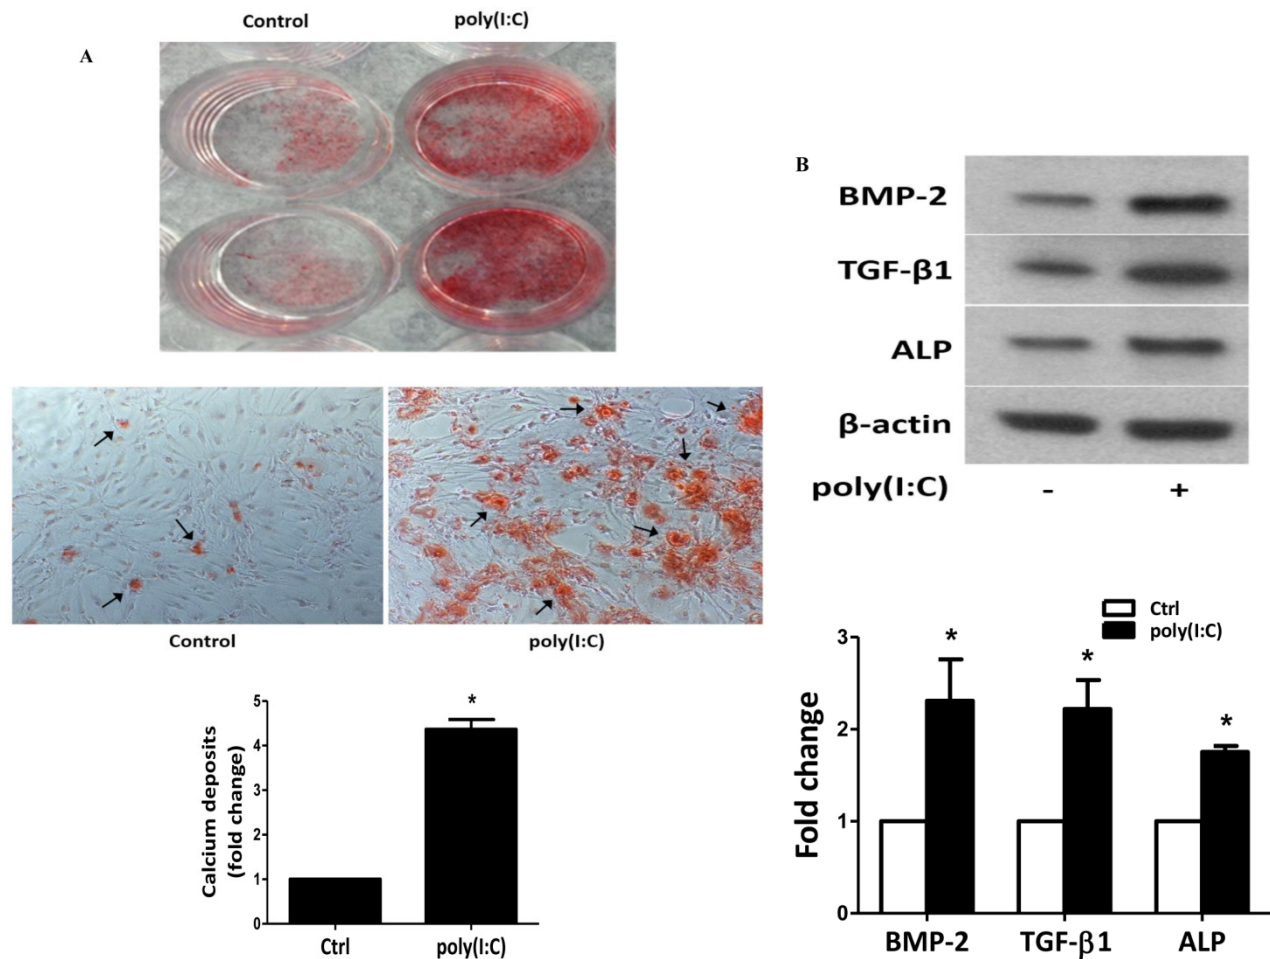 Control poly(I:C)
A
Control poly(I:C)
Calcium deposits
(fold change)
5
4
3
2
1
0
*
Ctrl poly(I:C)
B
BMP-2
TGF-β1
ALP
β-actin
poly(I:C) - +
Ctrl
poly(I:C)
Fold change
3
2
1
0
* * *
BMP-2 TGF-β1 ALP